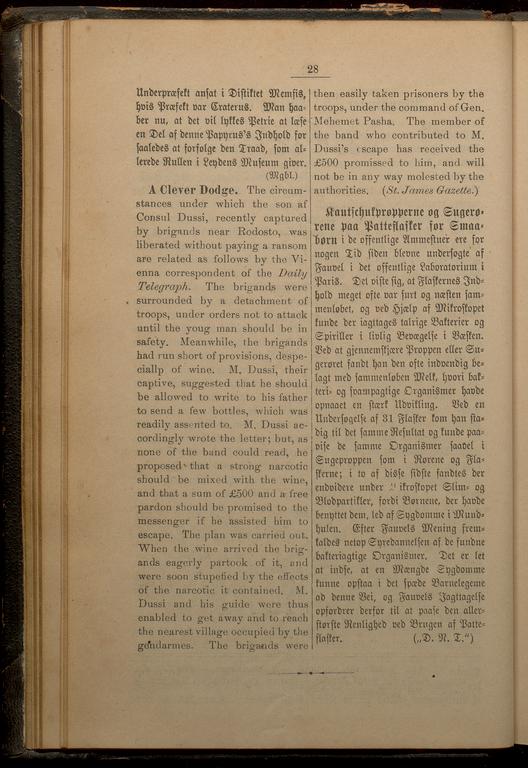 28
Underpræfekt ansat i Distriktet Memfis,
hvis Præfekt var Craterus. Man haa-
ber nu, at det vil lykkes Petrie at læse
en Del af denne Papyrus's Indhold for
saaledes at forfølge den Traad, som al-
lerede Rullen i Leydens Museum giver.
(Mgbl.)
A Clever Dodge. The circum-
stances under which the son af
Consul Dussi, recently captured
by brigands near Rodosto, was
liberated without paying a ransom
are related as follows by the Vi-
enna correspondent of the Daily
Telegraph. The brigands were
surrounded by a detachment of
troops, under orders not to attack
until the youg man should be in
safety. Meanwhile, the brigands
had run short of provisions, despe-
ciallp of wine. M. Dussi, their
captive, suggested that he should
be allowed to write to his father
to send a few bottles, which was
readily assented to. M. Dussi ac-
cordingly wrote the letter; but, as
none of the band could read, he
proposed that a strong narcotic
should be mixed with the wine,
and that a sum of £500 and a free
pardon should be promised to the
messenger if he assisted him to
escape. The plan was carried out.
When the wine arrived the brig-
ands eagerly partook of it, and
were soon stupefied by the effects
of the narcotic it contained. M.
Dussi and his guide were thus
enabled to get away and to reach
the nearest village occupied by the
gendarmes. The brigands were
then easily taken prisoners by the
troops, under the command of Gen.
Mehemet Pasha. The member of
the band who contributed to M.
Dussi's escape has received the
£500 promissed to him, and will
not be in any way molested by the
authorities. (St. James Gazette.)
Kautschukpropperne og Sugerø-
rene paa Patteflasker for Smaa-
børn i de offentlige Ammestuer ere for
nogen Tid siden blevne undersøgte af
Fauvel i det offentlige Laboratorium i
Paris. Det viste sig, at Flaskernes Ind-
hold meget ofte var surt og næsten sam-
menløbet, og ved Hjælp af Mikroskopet
kunde der iagttages talrige Bakterier og
Spiriller i livlig Bevægelse i Væsken.
Ved at gjennemskjære Proppen eller Su-
gerøret fandt han den ofte indvendig be-
lagt med sammenløben Melk, hvori bak-
teri- og svampagtige Organismer havde
opnaaet en stærk Udvikling. Ved en
Undersøgelse af 31 Flasker kom han sta-
dig til det samme Resultat og kunde paa-
vise de samme Organismer saavel i
Sugeproppen som i Rørene og Fla-
skerne; i to af disse sidste fandtes der
endvidere under Mikroskopet Slim- og
Blodpartikler, fordi Børnene, der havde
benyttet dem, led af Sygdomme i Mund-
hulen. Efter Fauvels Mening frem-
kaldes netop Syredannelsen af de fundne
bakteriagtige Organismer. Det er let
at indse, at en Mængde Sygdomme
kunne opstaa i det spæde Barnelegeme
ad denne Vei, og Fauvels Iagttagelse
opfordrer derfor til at paase den aller-
største Renlighed ved Brugen af Patte-
flasker. („D. N. T.")